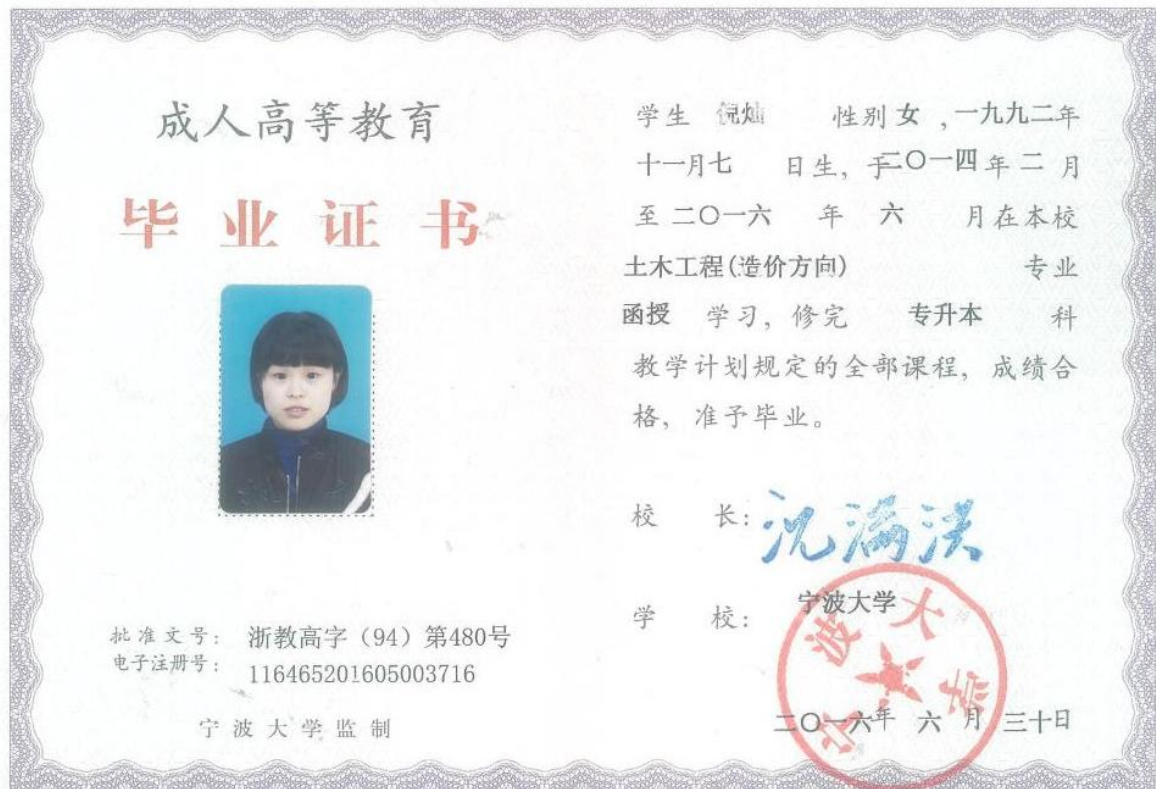 成人高等教育
毕业证书
批准文号：浙教高字（94）第480号
电子注册号：116465201605003716
宁波大学监制
学生 倪灿 性别 女 ，一九九二年
十一月七 日生，于二〇一四 年 二 月
至 二〇一六 年 六 月在本校
土木工程(造价方向) 专业
函授 学习，修完 专升本 科
教学计划规定的全部课程，成绩合
格，准予毕业。
校 长：沈满洪
学 校：宁波大学
宁波大学
二〇一六年 六 月 三十日